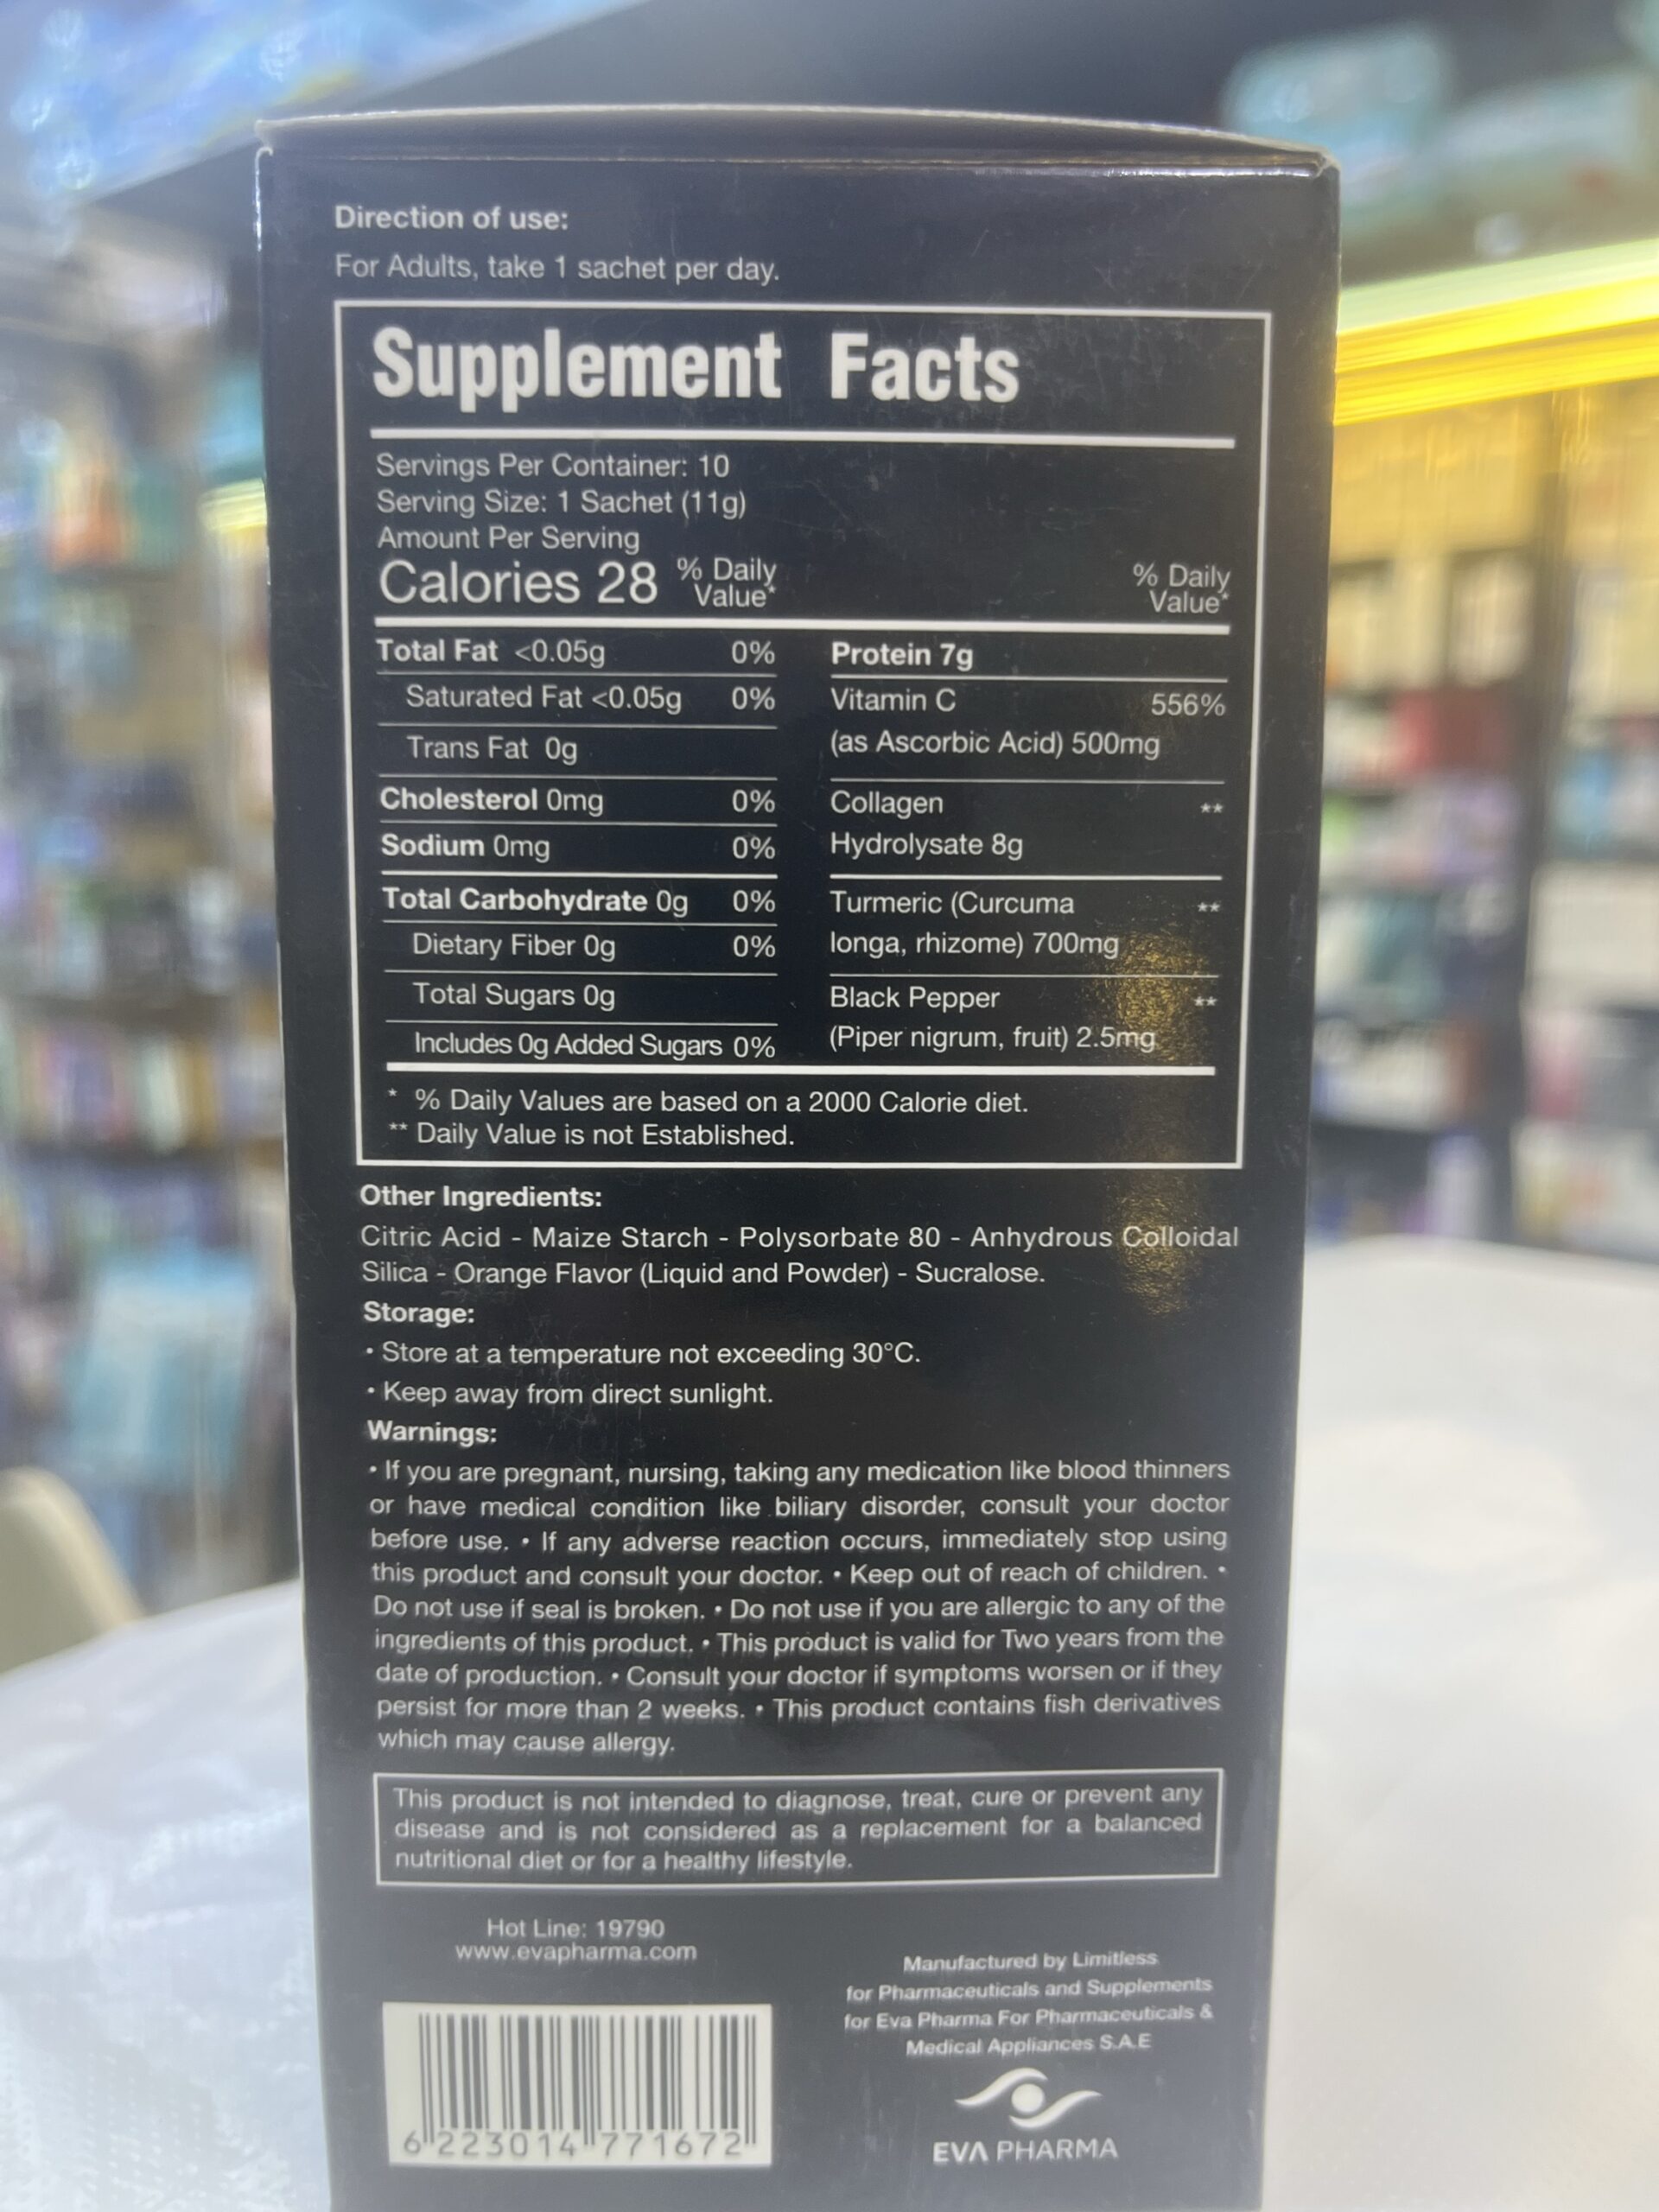 Direction of use:
For Adults, take 1 sachet per day.
Supplement Facts
Servings Per Container: 10
Serving Size: 1 Sachet (11g)
Amount Per Serving
Calories 28 % Daily Value*
% Daily Value*
Total Fat <0.05g 0%
Saturated Fat <0.05g 0%
Trans Fat 0g
Cholesterol 0mg 0%
Sodium 0mg 0%
Total Carbohydrate 0g 0%
Dietary Fiber 0g 0%
Total Sugars 0g
Includes 0g Added Sugars 0%
Protein 7g
Vitamin C 556%
(as Ascorbic Acid) 500mg
Collagen **
Hydrolysate 8g
Turmeric (Curcuma **
longa, rhizome) 700mg
Black Pepper **
(Piper nigrum, fruit) 2.5mg
* % Daily Values are based on a 2000 Calorie diet.
** Daily Value is not Established.
Other Ingredients:
Citric Acid - Maize Starch - Polysorbate 80 - Anhydrous Colloidal
Silica - Orange Flavor (Liquid and Powder) - Sucralose.
Storage:
• Store at a temperature not exceeding 30°C.
• Keep away from direct sunlight.
Warnings:
• If you are pregnant, nursing, taking any medication like blood thinners
or have medical condition like biliary disorder, consult your doctor
before use. • If any adverse reaction occurs, immediately stop using
this product and consult your doctor. • Keep out of reach of children. •
Do not use if seal is broken. • Do not use if you are allergic to any of the
ingredients of this product. • This product is valid for Two years from the
date of production. • Consult your doctor if symptoms worsen or if they
persist for more than 2 weeks. • This product contains fish derivatives
which may cause allergy.
This product is not intended to diagnose, treat, cure or prevent any
disease and is not considered as a replacement for a balanced
nutritional diet or for a healthy lifestyle.
Hot Line: 19790
www.evapharma.com
6 223014 771672
Manufactured by Limitless
for Pharmaceuticals and Supplements
for Eva Pharma For Pharmaceuticals &
Medical Appliances S.A.E
EVA PHARMA